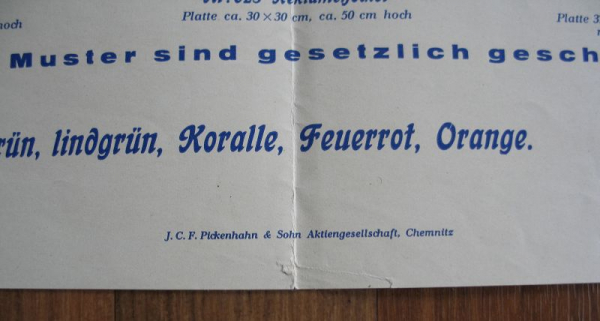 Platte ca. 30 × 30 cm, ca. 50 cm hoch
hoch
Platte 3
Muster sind gesetzlich gesch
rün, lindgrün, Koralle, Feuerrot, Orange.
J. C. F. Pickenhahn & Sohn Aktiengesellschaft, Chemnitz